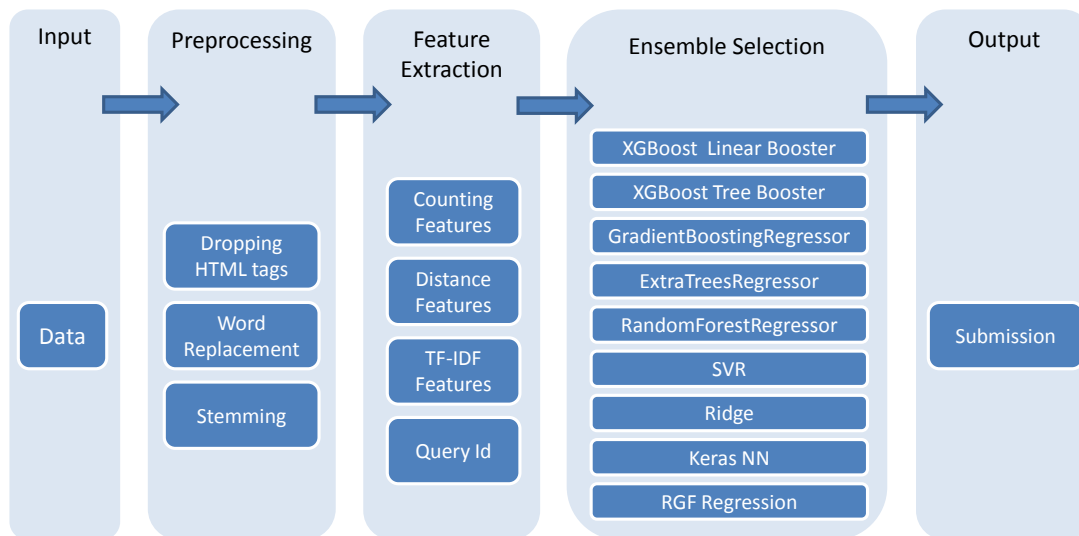 Input
Data
Preprocessing
Dropping
HTML tags
Word
Replacement
Stemming
Feature
Extraction
Counting
Features
Distance
Features
TF-IDF
Features
Query Id
Ensemble Selection
XGBoost Linear Booster
XGBoost Tree Booster
GradientBoostingRegressor
ExtraTreesRegressor
RandomForestRegressor
SVR
Ridge
Keras NN
RGF Regression
Output
Submission